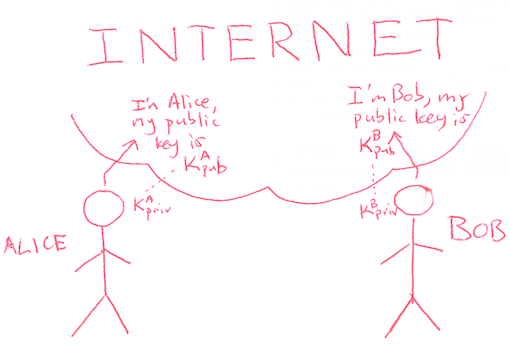 INTERNET
I'm Alice,
my public
key is
K^A_pub
I'm Bob, my
public key is
K^B_pub
K^A_priv
K^B_priv
ALICE
BOB